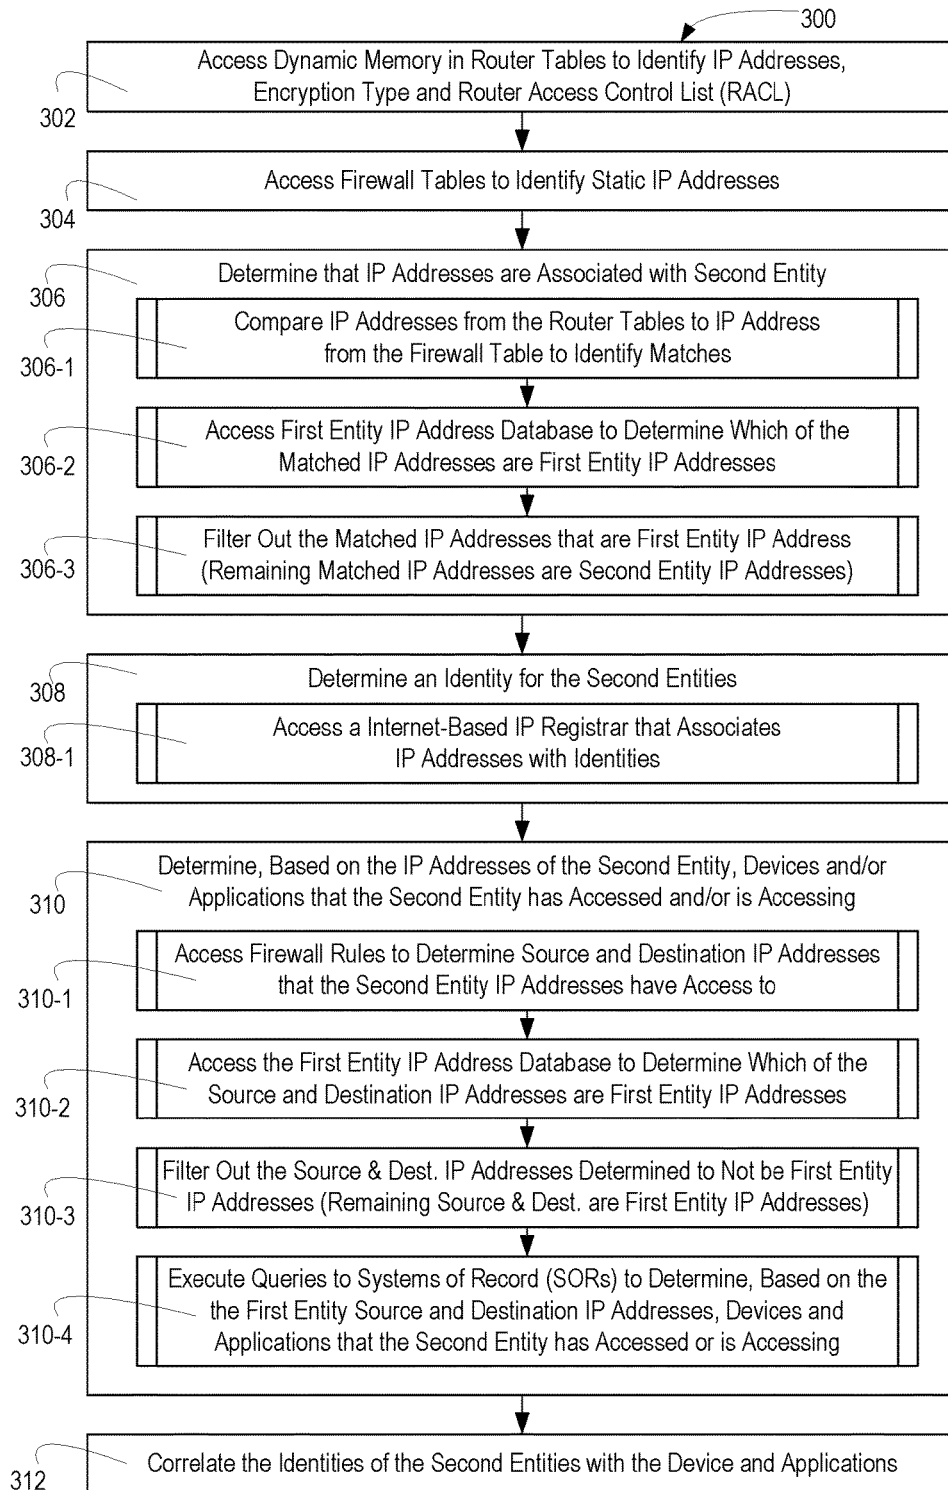 300
Access Dynamic Memory in Router Tables to Identify IP Addresses,
Encryption Type and Router Access Control List (RACL)
302
Access Firewall Tables to Identify Static IP Addresses
304
Determine that IP Addresses are Associated with Second Entity
306
Compare IP Addresses from the Router Tables to IP Address
from the Firewall Table to Identify Matches
306-1
Access First Entity IP Address Database to Determine Which of the
Matched IP Addresses are First Entity IP Addresses
306-2
Filter Out the Matched IP Addresses that are First Entity IP Address
(Remaining Matched IP Addresses are Second Entity IP Addresses)
306-3
Determine an Identity for the Second Entities
308
Access a Internet-Based IP Registrar that Associates
IP Addresses with Identities
308-1
Determine, Based on the IP Addresses of the Second Entity, Devices and/or
Applications that the Second Entity has Accessed and/or is Accessing
310
Access Firewall Rules to Determine Source and Destination IP Addresses
that the Second Entity IP Addresses have Access to
310-1
Access the First Entity IP Address Database to Determine Which of the
Source and Destination IP Addresses are First Entity IP Addresses
310-2
Filter Out the Source & Dest. IP Addresses Determined to Not be First Entity
IP Addresses (Remaining Source & Dest. are First Entity IP Addresses)
310-3
Execute Queries to Systems of Record (SORs) to Determine, Based on the
the First Entity Source and Destination IP Addresses, Devices and
Applications that the Second Entity has Accessed or is Accessing
310-4
Correlate the Identities of the Second Entities with the Device and Applications
312